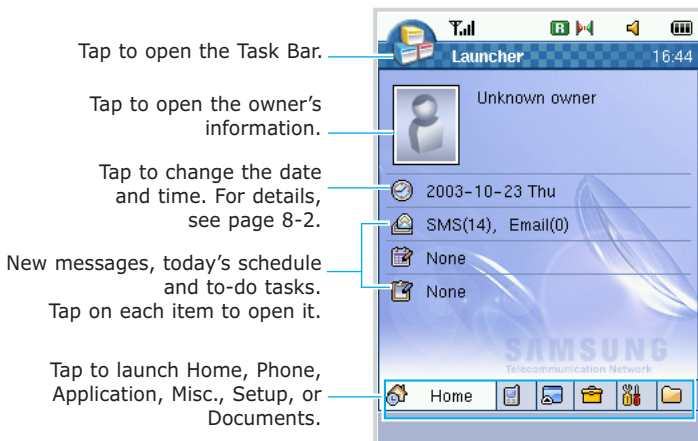 Tap to open the Task Bar.
Tap to open the owner's
information.
Tap to change the date
and time. For details,
see page 8-2.
New messages, today's schedule
and to-do tasks.
Tap on each item to open it.
Tap to launch Home, Phone,
Application, Misc., Setup, or
Documents.
R
Launcher 16:44
Unknown owner
2003-10-23 Thu
SMS(14), Email(0)
None
None
SAMSUNG
Telecommunication Network
Home